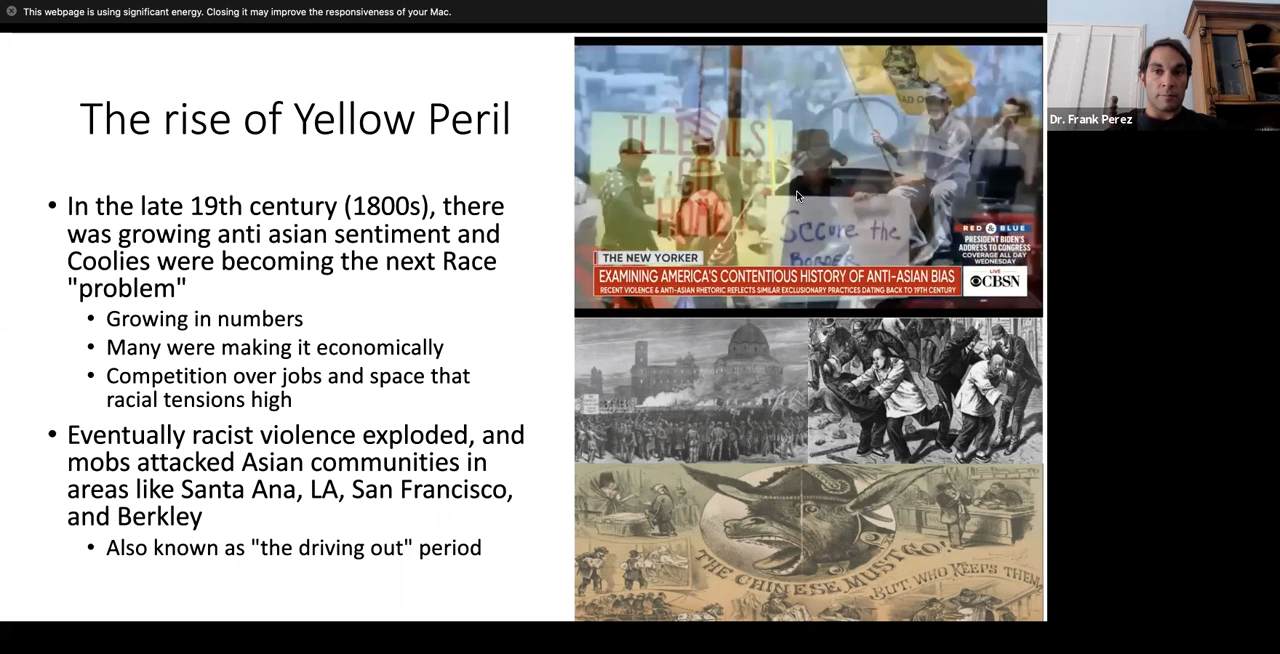 This webpage is using significant energy. Closing it may improve the responsiveness of your Mac.
The rise of Yellow Peril
• In the late 19th century (1800s), there
was growing anti asian sentiment and
Coolies were becoming the next Race
"problem"
• Growing in numbers
• Many were making it economically
• Competition over jobs and space that
racial tensions high
• Eventually racist violence exploded, and
mobs attacked Asian communities in
areas like Santa Ana, LA, San Francisco,
and Berkley
• Also known as "the driving out" period
ILLEGALS
GO
HOME!
Secure the
Border
RED & BLUE
PRESIDENT BIDEN'S
ADDRESS TO CONGRESS
COVERAGE ALL DAY
WEDNESDAY
THE NEW YORKER
EXAMINING AMERICA'S CONTENTIOUS HISTORY OF ANTI-ASIAN BIAS
RECENT VIOLENCE & ANTI-ASIAN RHETORIC REFLECTS SIMILAR EXCLUSIONARY PRACTICES DATING BACK TO 19TH CENTURY
LIVE
CBSN
THE CHINESE MUST GO!
BUT WHO KEEPS THEM
Dr. Frank Perez